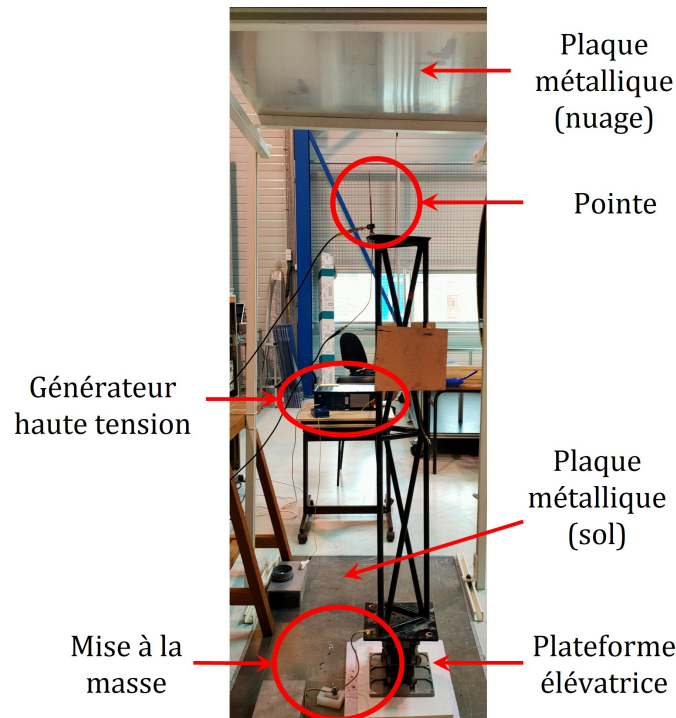 Plaque
métallique
(nuage)
Pointe
Générateur
haute tension
Plaque
métallique
(sol)
Mise à la
masse
Plateforme
élévatrice